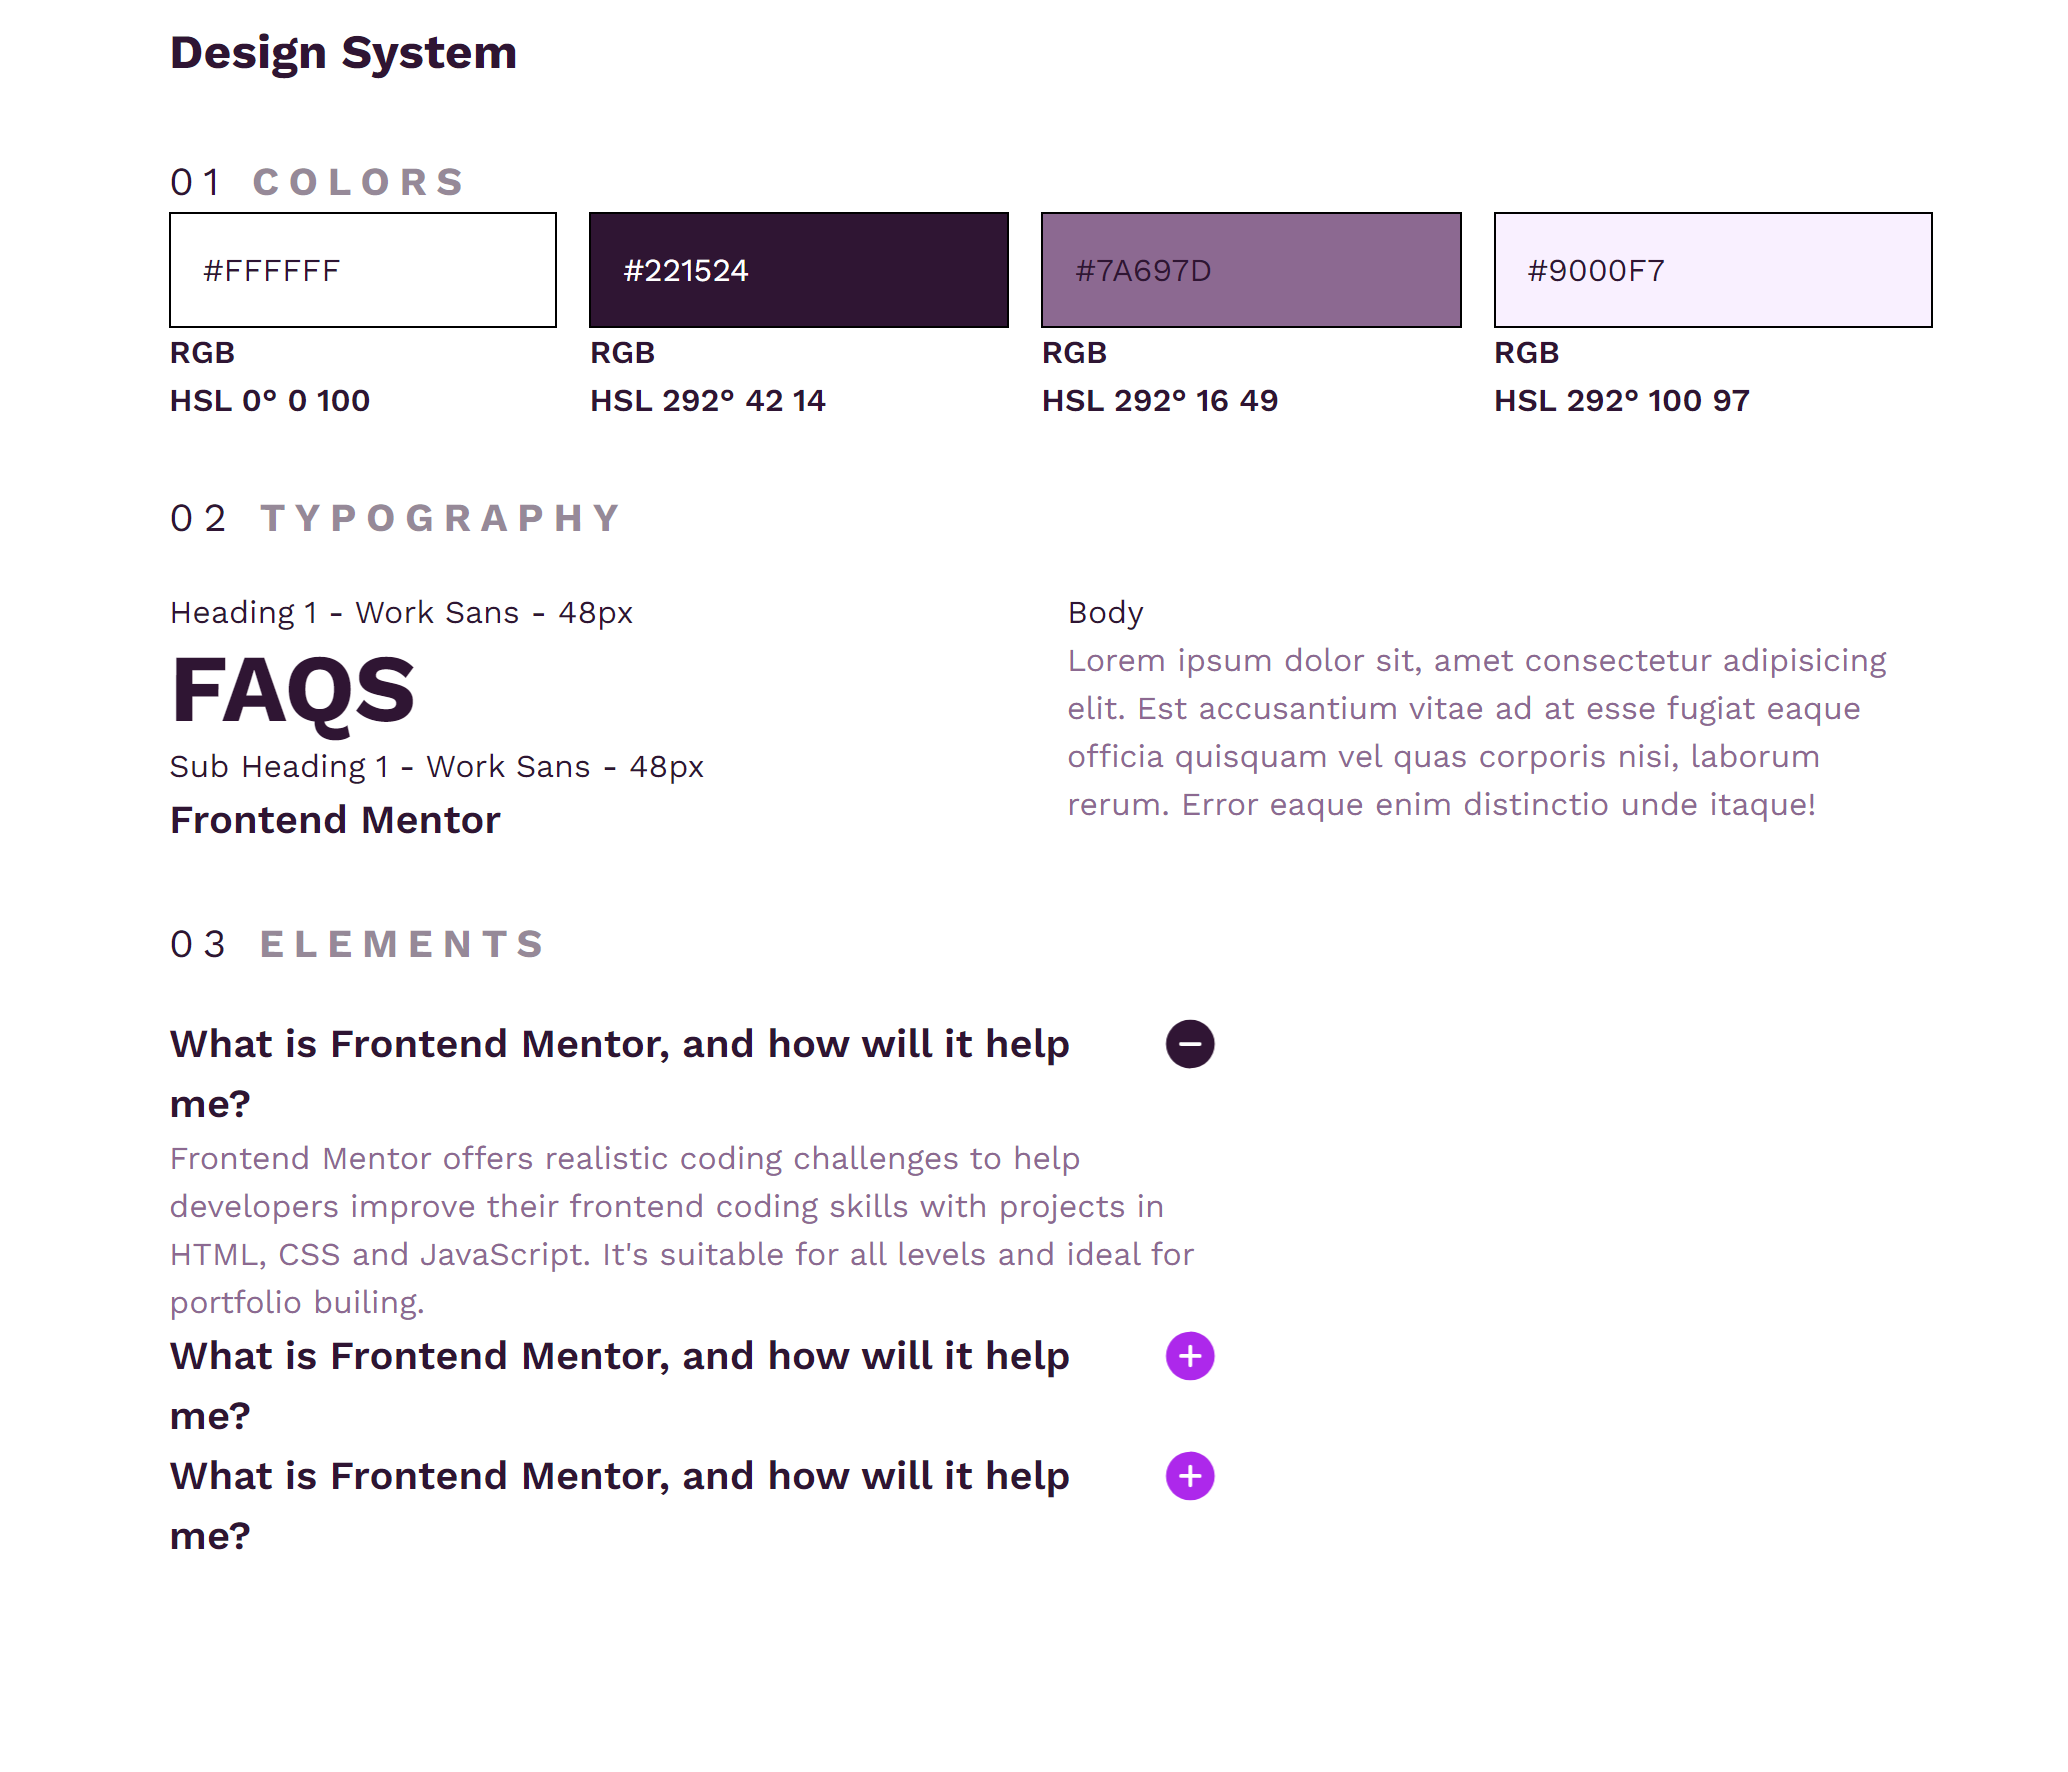 Design System
01 COLORS
#FFFFFF
RGB
HSL 0° 0 100
#221524
RGB
HSL 292° 42 14
#7A697D
RGB
HSL 292° 16 49
#9000F7
RGB
HSL 292° 100 97
02 TYPOGRAPHY
Heading 1 - Work Sans - 48px
FAQS
Sub Heading 1 - Work Sans - 48px
Frontend Mentor
Body
Lorem ipsum dolor sit, amet consectetur adipisicing
elit. Est accusantium vitae ad at esse fugiat eaque
officia quisquam vel quas corporis nisi, laborum
rerum. Error eaque enim distinctio unde itaque!
03 ELEMENTS
What is Frontend Mentor, and how will it help
me?
Frontend Mentor offers realistic coding challenges to help
developers improve their frontend coding skills with projects in
HTML, CSS and JavaScript. It's suitable for all levels and ideal for
portfolio builing.
What is Frontend Mentor, and how will it help
me?
What is Frontend Mentor, and how will it help
me?